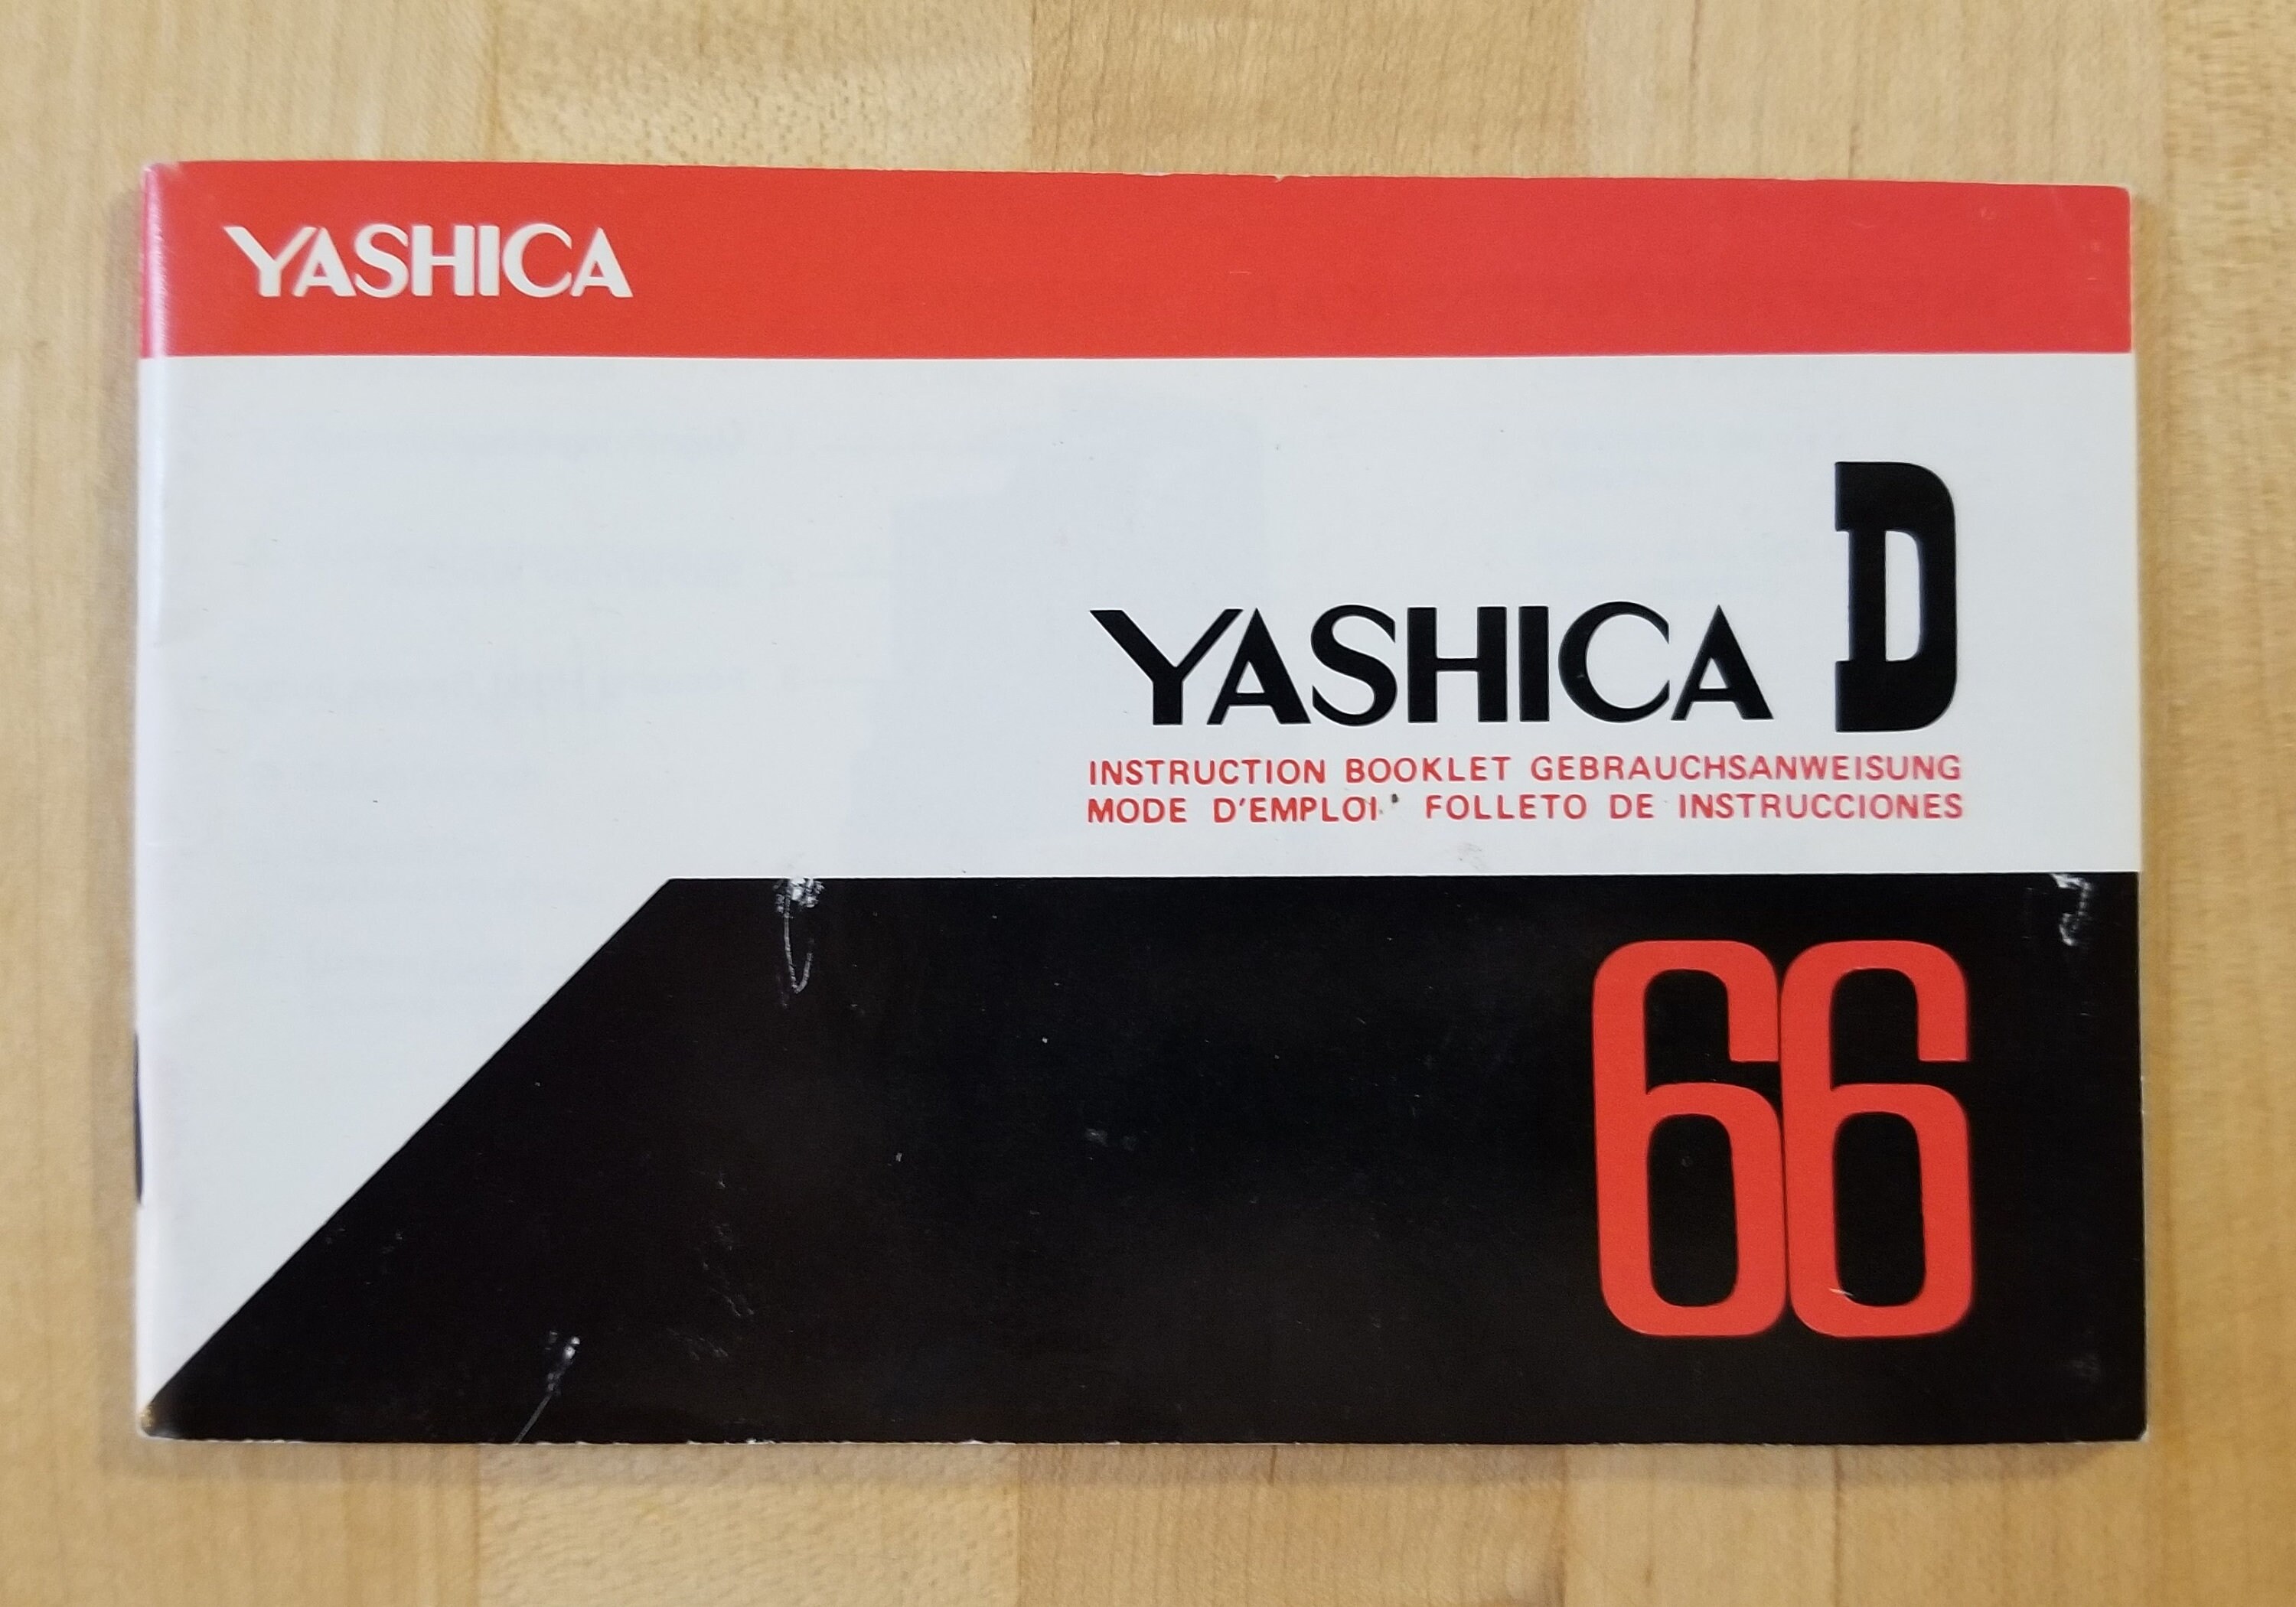 YASHICA
YASHICA D
INSTRUCTION BOOKLET GEBRAUCHSANWEISUNG
MODE D'EMPLOI FOLLETO DE INSTRUCCIONES
66